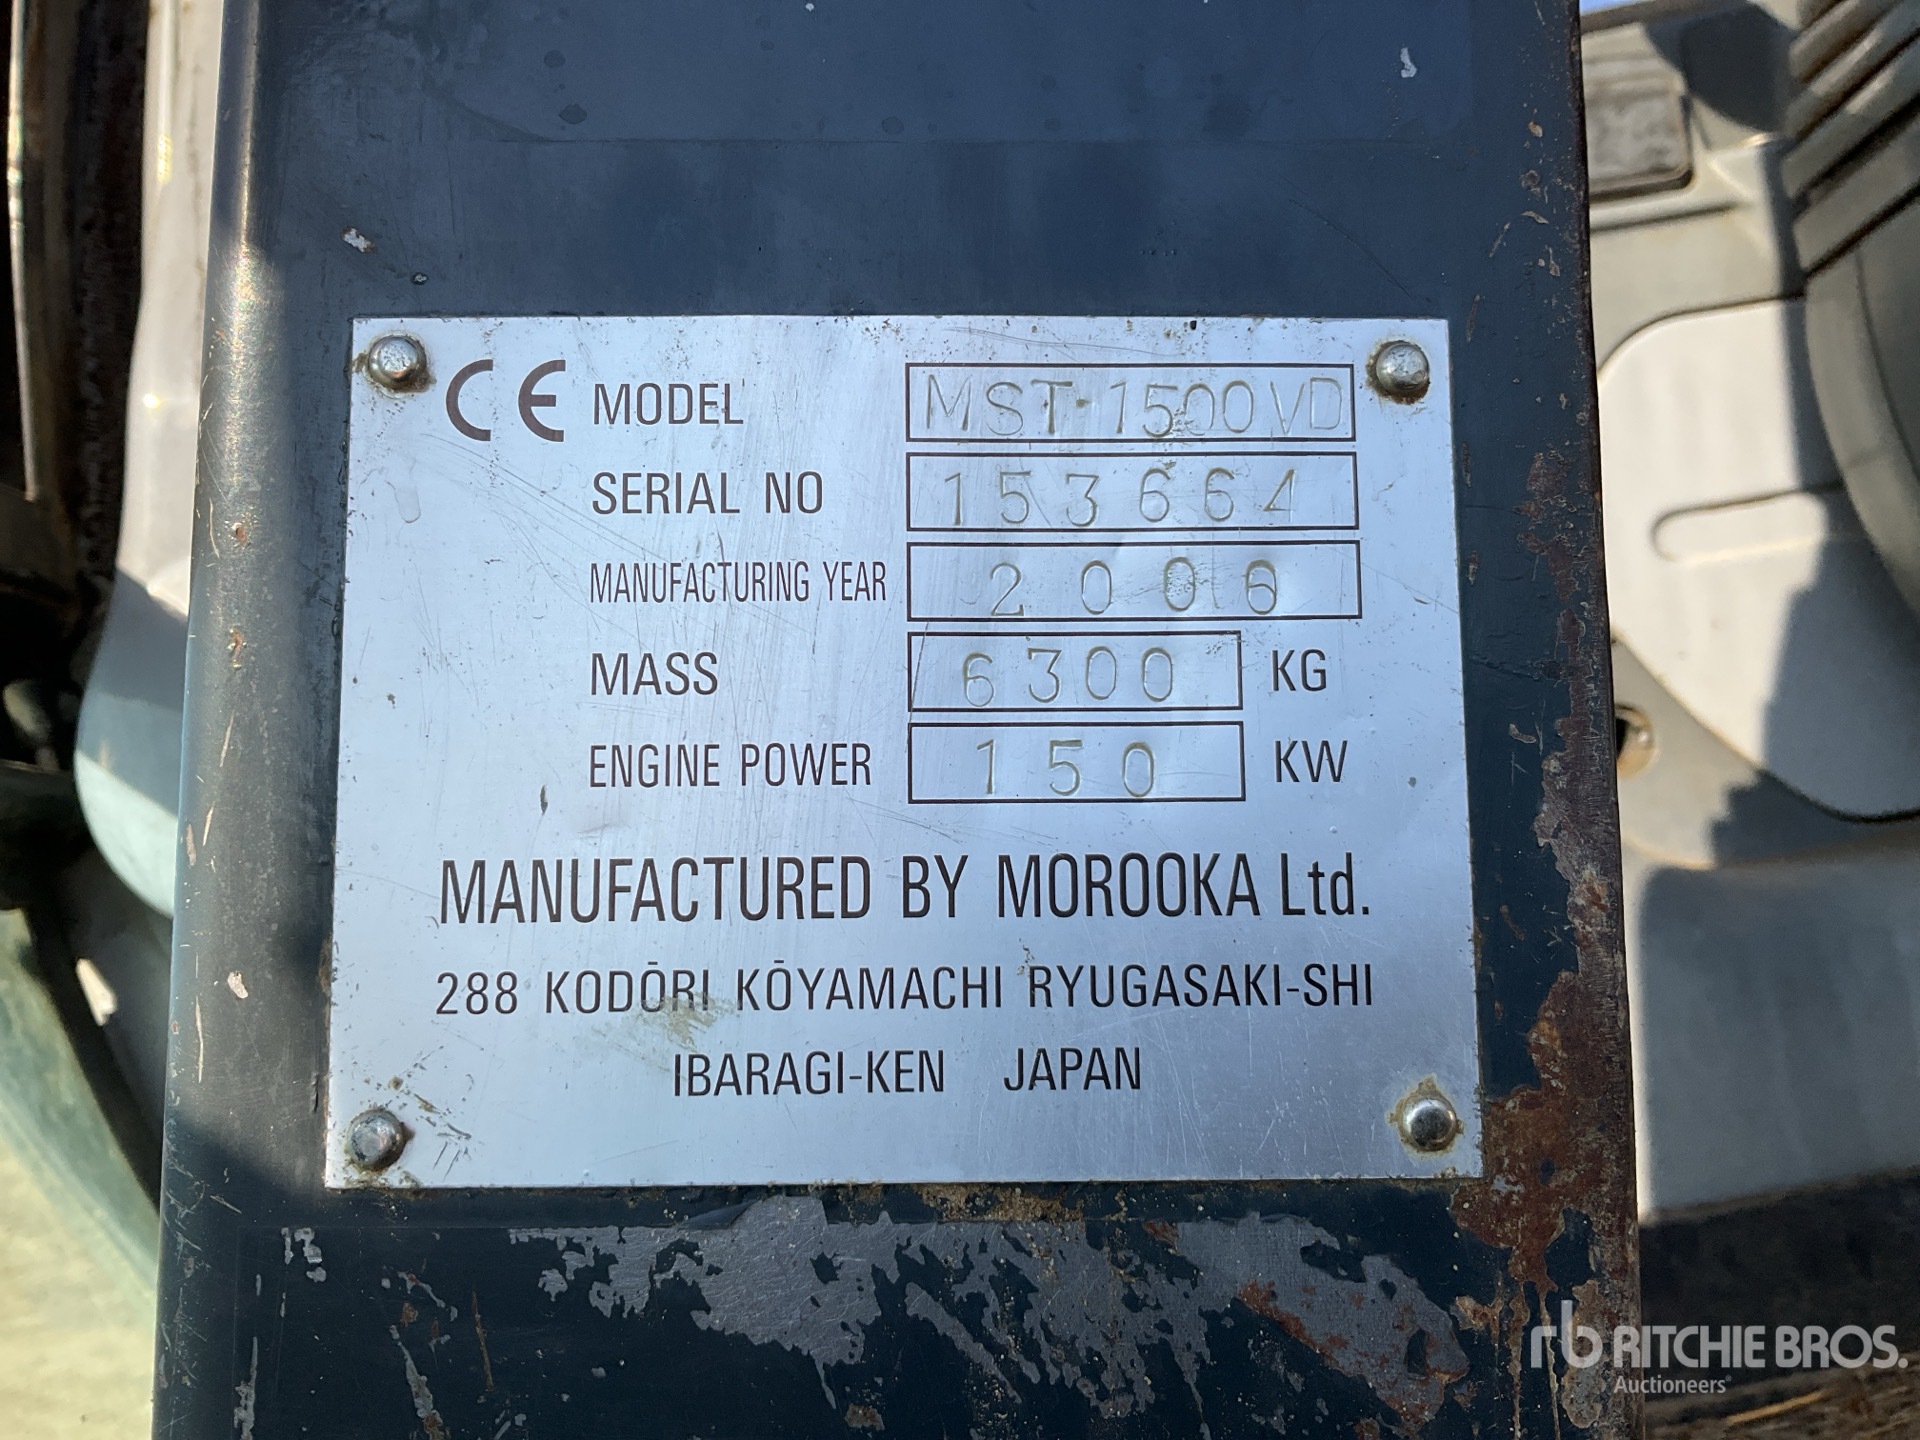 CE MODEL MST-1500VD
SERIAL NO 153664
MANUFACTURING YEAR 2006
MASS 6300 KG
ENGINE POWER 150 KW
MANUFACTURED BY MOROOKA Ltd.
288 KODŌRI KŌYAMACHI RYUGASAKI-SHI
IBARAGI-KEN JAPAN
rb RITCHIE BROS.
Auctioneers